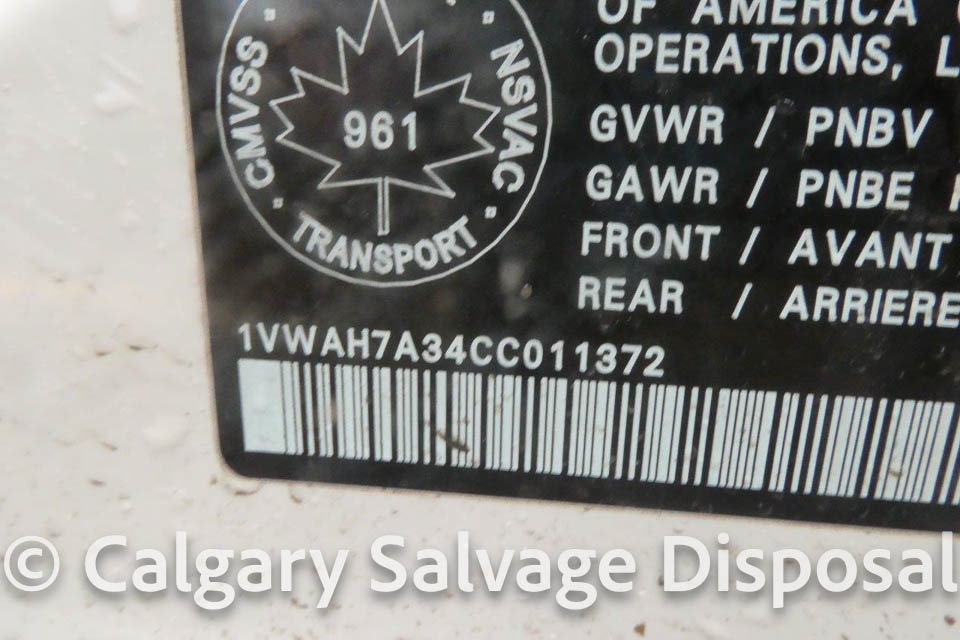 CMVSS
NSVAC
961
TRANSPORT
OF AMERICA
OPERATIONS,
GVWR / PNBV
GAWR / PNBE
FRONT / AVANT
REAR / ARRIERE
1VWAH7A34CC011372
© Calgary Salvage Disposal